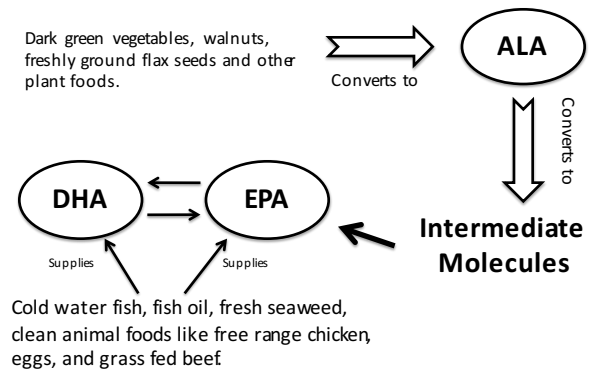 Dark green vegetables, walnuts,
freshly ground flax seeds and other
plant foods.
Converts to
ALA
Converts to
Intermediate
Molecules
EPA
DHA
Supplies
Supplies
Cold water fish, fish oil, fresh seaweed,
clean animal foods like free range chicken,
eggs, and grass fed beef.